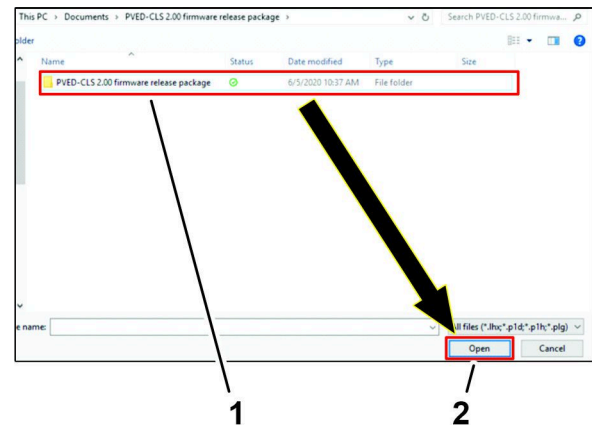 This PC > Documents > PVED-CLS 2.00 firmware release package >
Search PVED-CLS 2.00 firmwa...
older
Name Status Date modified Type Size
PVED-CLS 2.00 firmware release package 6/5/2020 10:37 AM File folder
e name: All files (*.lhx;*.p1d;*.p1h;*.plg)
Open Cancel
1 2